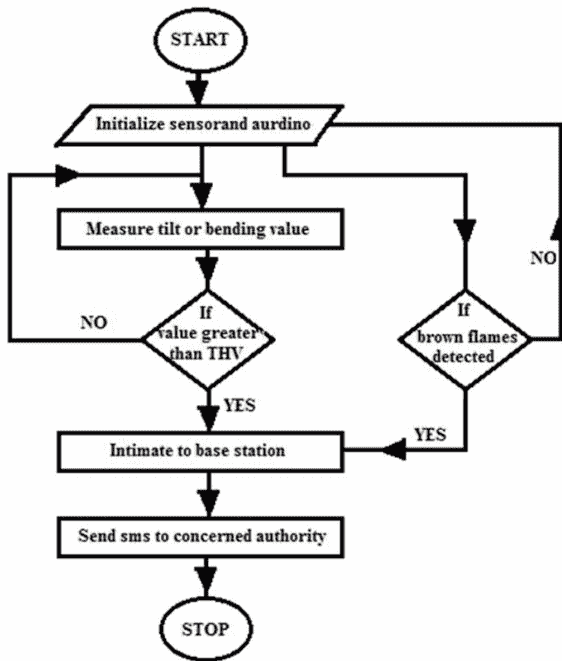 START
Initialize sensorand aurdino
Measure tilt or bending value
NO
If
value greater
than THV
If
brown flames
detected
NO
YES
YES
Intimate to base station
Send sms to concerned authority
STOP